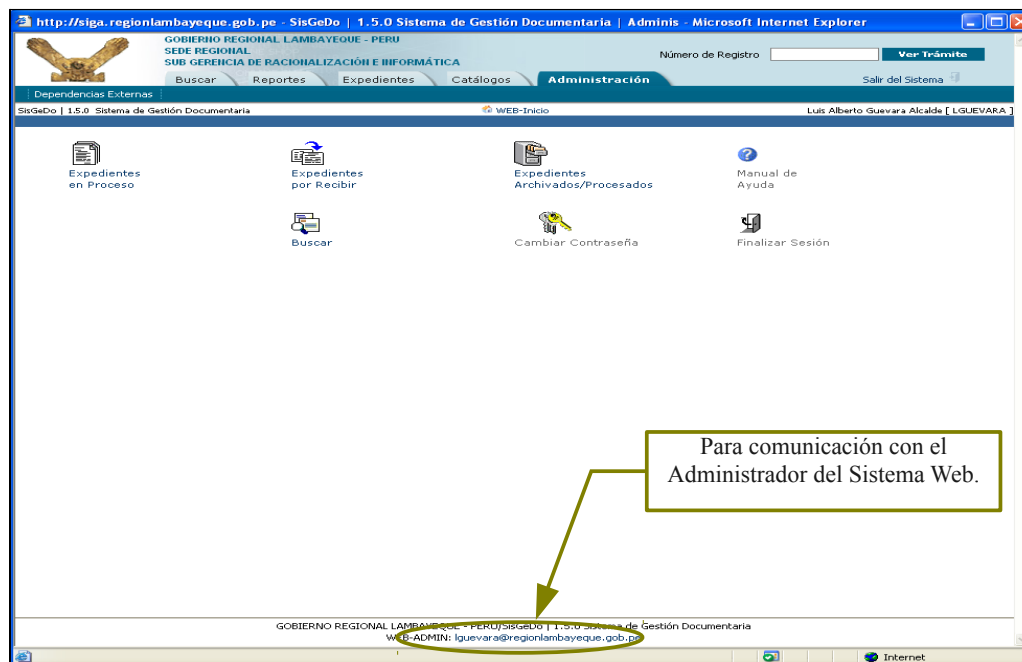 http://siga.regionlambayeque.gob.pe - SisGeDo | 1.5.0 Sistema de Gestión Documentaria | Adminis - Microsoft Internet Explorer
GOBIERNO REGIONAL LAMBAYEQUE - PERU
SEDE REGIONAL
SUB GERENCIA DE RACIONALIZACIÓN E INFORMÁTICA
Número de Registro
Ver Trámite
Buscar Reportes Expedientes Catálogos Administración
Salir del Sistema
Dependencias Externas
SisGeDo | 1.5.0 Sistema de Gestión Documentaria
WEB-Inicio
Luis Alberto Guevara Alcalde [ LGUEVARA ]
Expedientes
en Proceso
Expedientes
por Recibir
Expedientes
Archivados/Procesados
Manual de
Ayuda
Buscar
Cambiar Contraseña
Finalizar Sesión
Para comunicación con el
Administrador del Sistema Web.
GOBIERNO REGIONAL LAMBAYEQUE - PERU/SisGeDo | 1.5.0 Sistema de Gestión Documentaria
WEB-ADMIN: lguevara@regionlambayeque.gob.pe
Internet